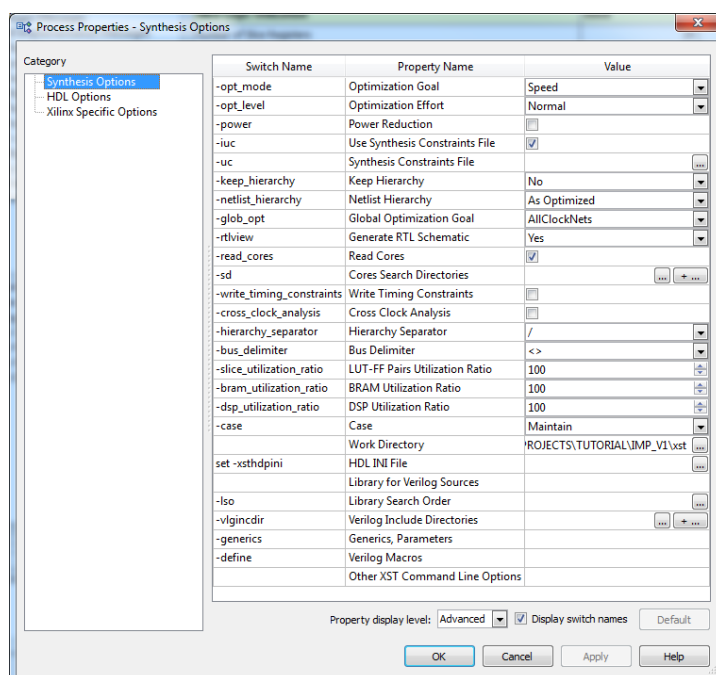 Process Properties - Synthesis Options
Category
Synthesis Options
HDL Options
Xilinx Specific Options
Switch Name Property Name Value
-opt_mode Optimization Goal Speed
-opt_level Optimization Effort Normal
-power Power Reduction
-iuc Use Synthesis Constraints File
-uc Synthesis Constraints File ...
-keep_hierarchy Keep Hierarchy No
-netlist_hierarchy Netlist Hierarchy As Optimized
-glob_opt Global Optimization Goal AllClockNets
-rtlview Generate RTL Schematic Yes
-read_cores Read Cores
-sd Cores Search Directories ... + ...
-write_timing_constraints Write Timing Constraints
-cross_clock_analysis Cross Clock Analysis
-hierarchy_separator Hierarchy Separator /
-bus_delimiter Bus Delimiter <>
-slice_utilization_ratio LUT-FF Pairs Utilization Ratio 100
-bram_utilization_ratio BRAM Utilization Ratio 100
-dsp_utilization_ratio DSP Utilization Ratio 100
-case Case Maintain
Work Directory PROJECTS\TUTORIAL\IMP_V1\xst ...
set -xsthdpini HDL INI File ...
Library for Verilog Sources
-lso Library Search Order ...
-vlgincdir Verilog Include Directories ... + ...
-generics Generics, Parameters
-define Verilog Macros
Other XST Command Line Options
Property display level: Advanced Display switch names Default
OK Cancel Apply Help